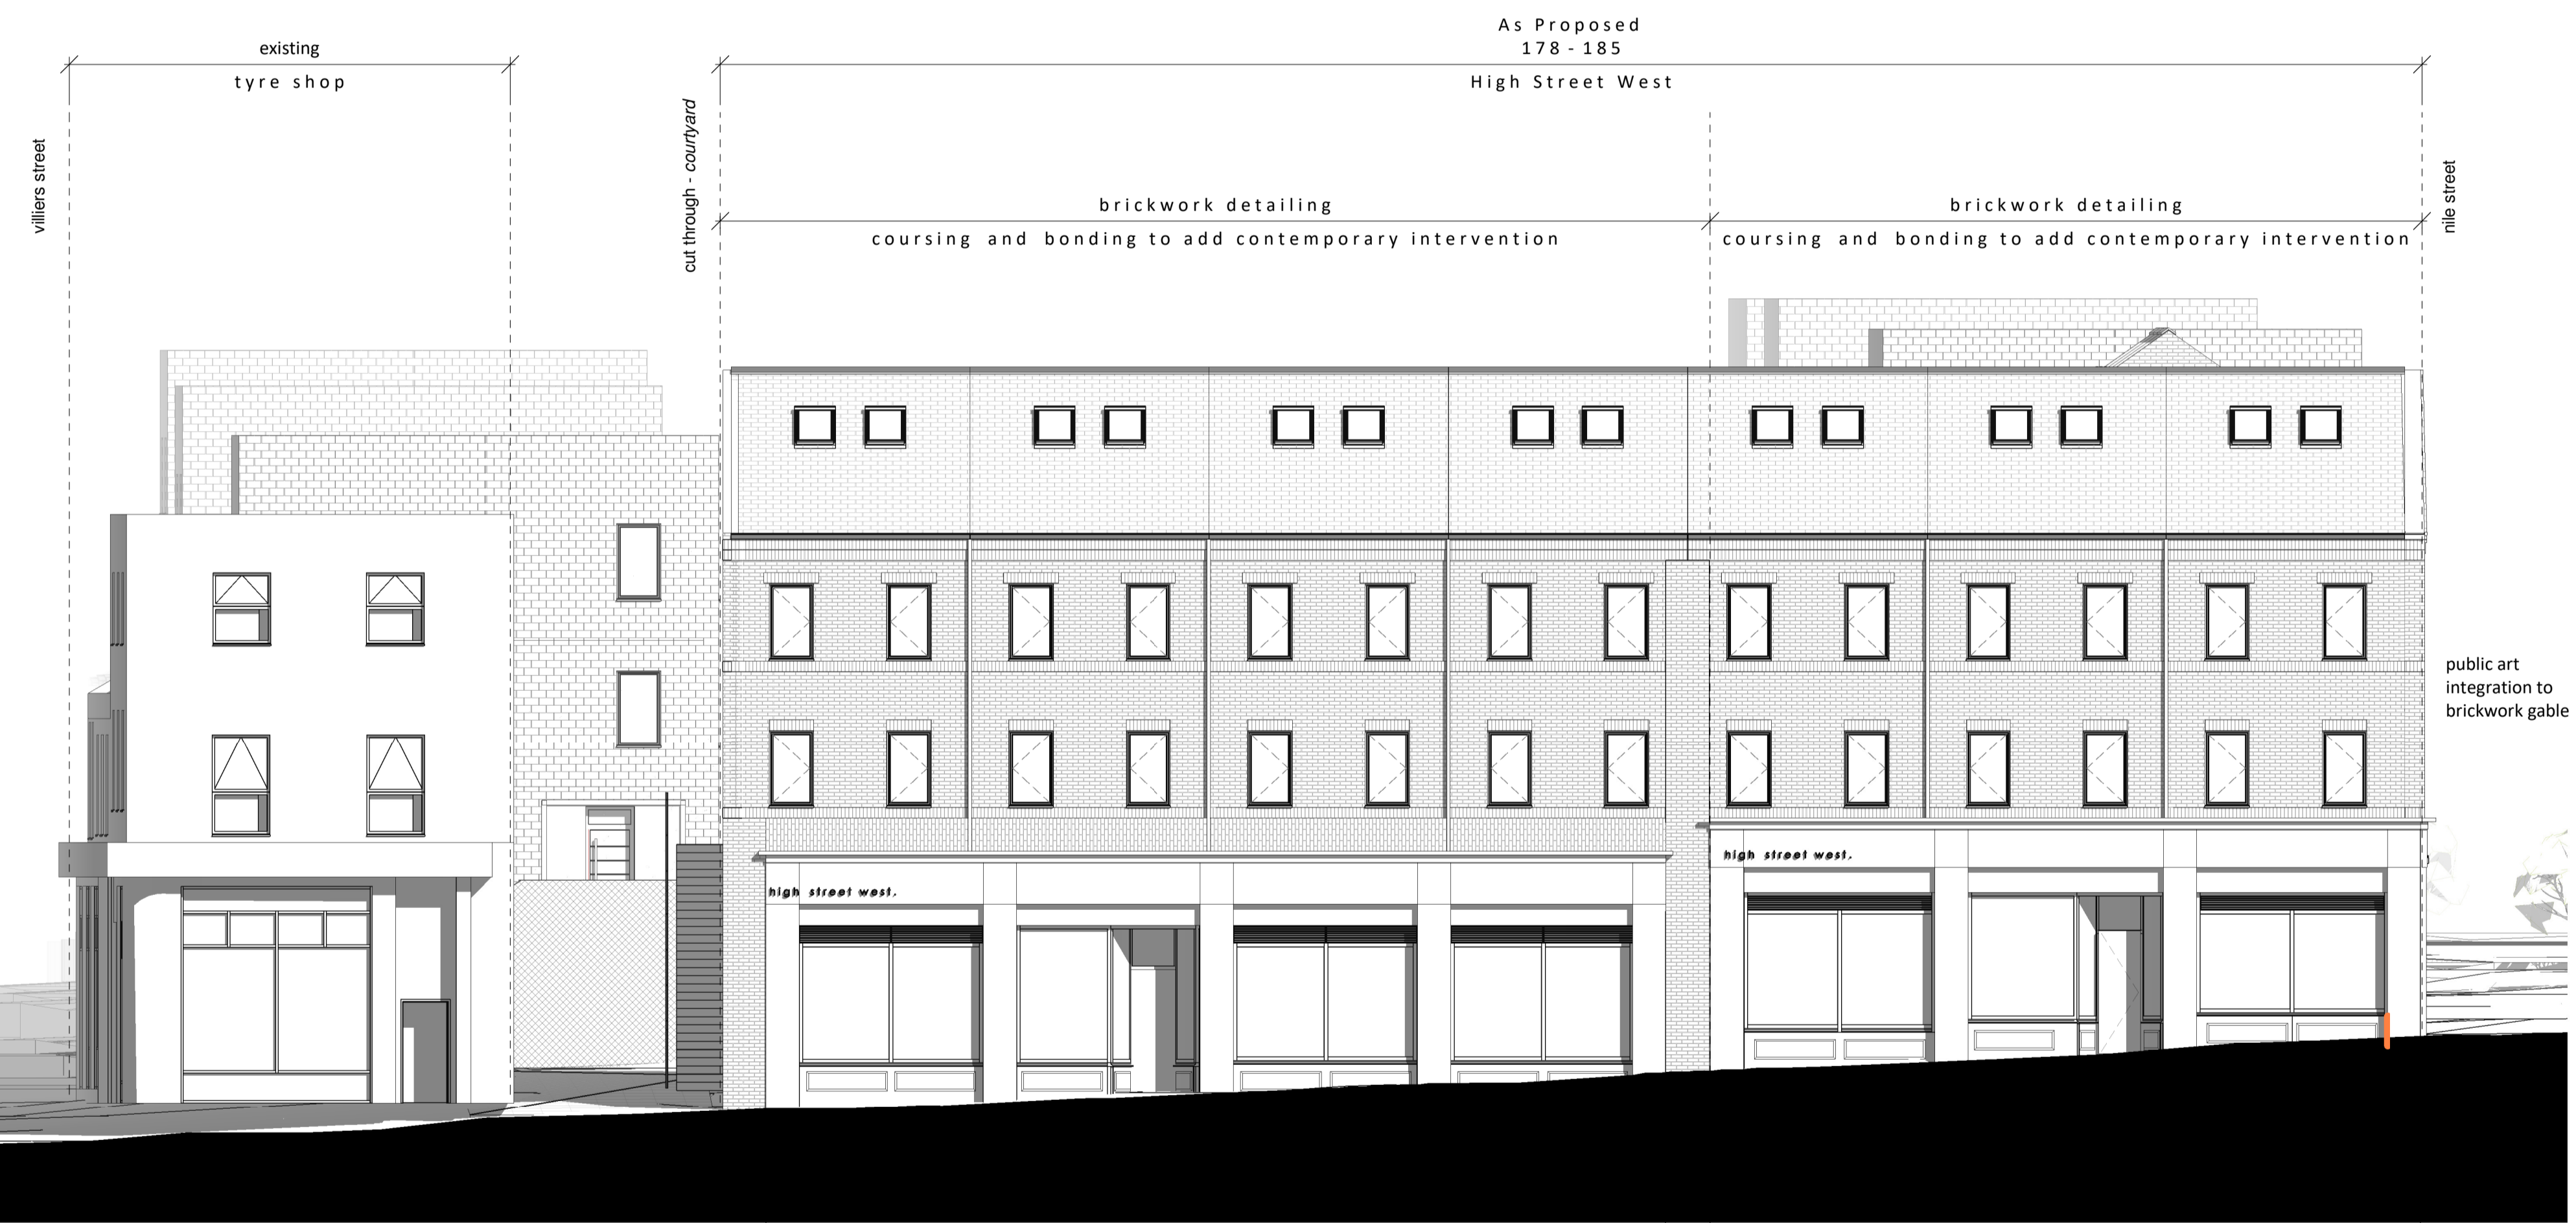 As Proposed
178 - 185
High Street West
existing
tyre shop
villiers street
cut through - courtyard
brickwork detailing
coursing and bonding to add contemporary intervention
brickwork detailing
coursing and bonding to add contemporary intervention
nile street
public art
integration to
brickwork gable
high street west.
high street west.